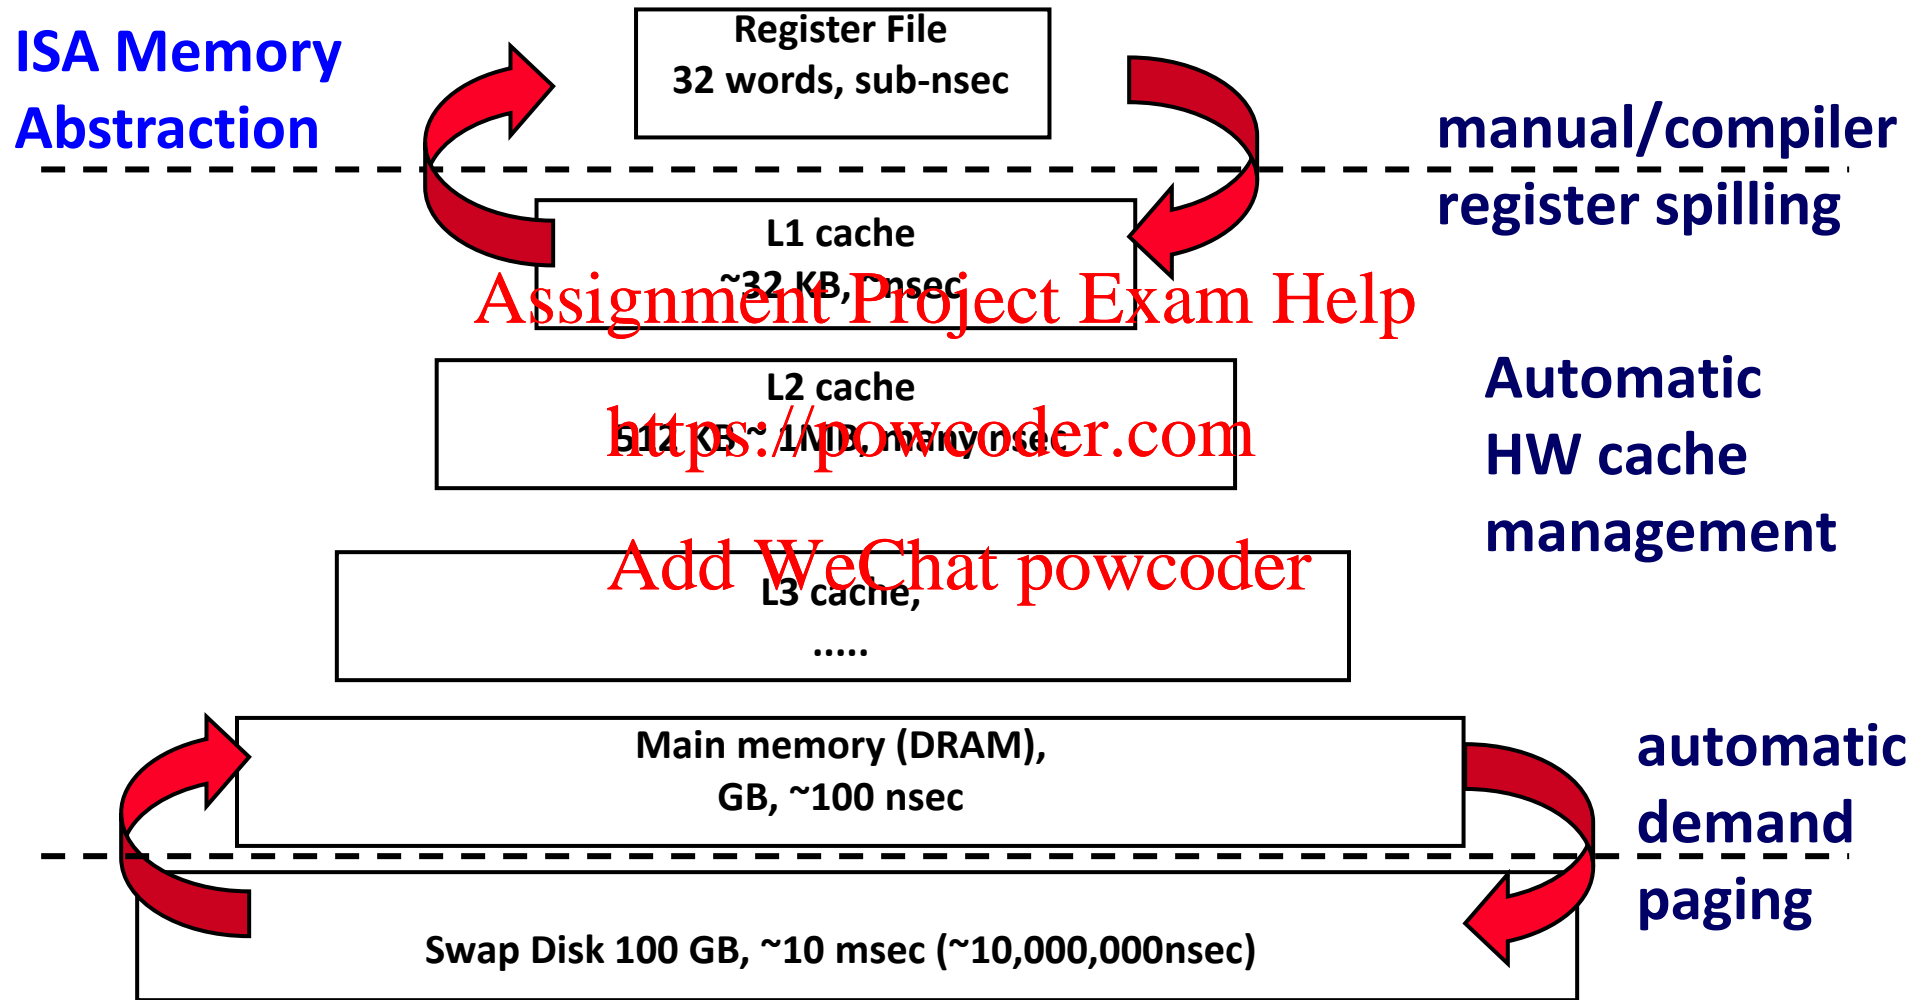 ISA Memory
Abstraction
Register File
32 words, sub-nsec
manual/compiler
register spilling
L1 cache
~32 KB, ~nsec
Assignment Project Exam Help
L2 cache
512 KB ~ 1MB, many nsec
https://powcoder.com
Automatic
HW cache
management
Add WeChat powcoder
L3 cache,
.....
Main memory (DRAM),
GB, ~100 nsec
automatic
demand
paging
Swap Disk 100 GB, ~10 msec (~10,000,000nsec)